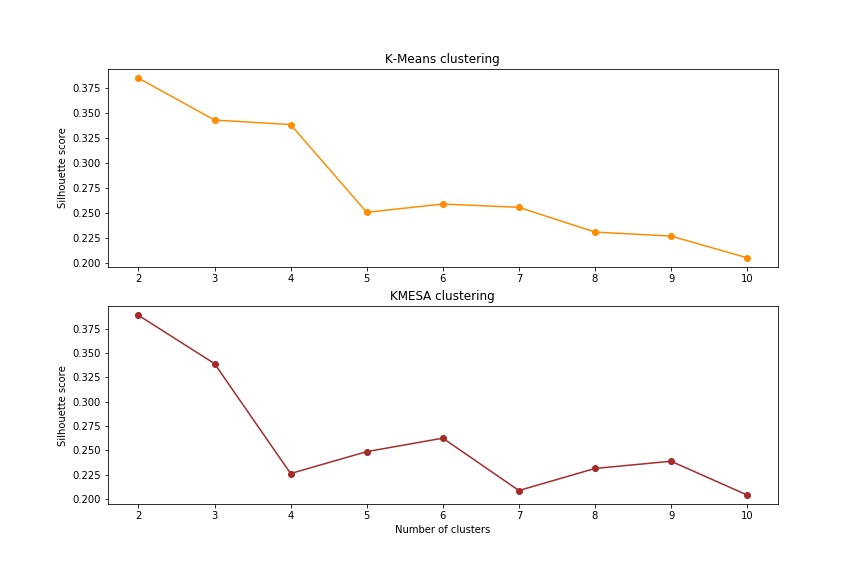 K-Means clustering
Silhouette score
0.375
0.350
0.325
0.300
0.275
0.250
0.225
0.200
2 3 4 5 6 7 8 9 10
KMESA clustering
Silhouette score
0.375
0.350
0.325
0.300
0.275
0.250
0.225
0.200
2 3 4 5 6 7 8 9 10
Number of clusters